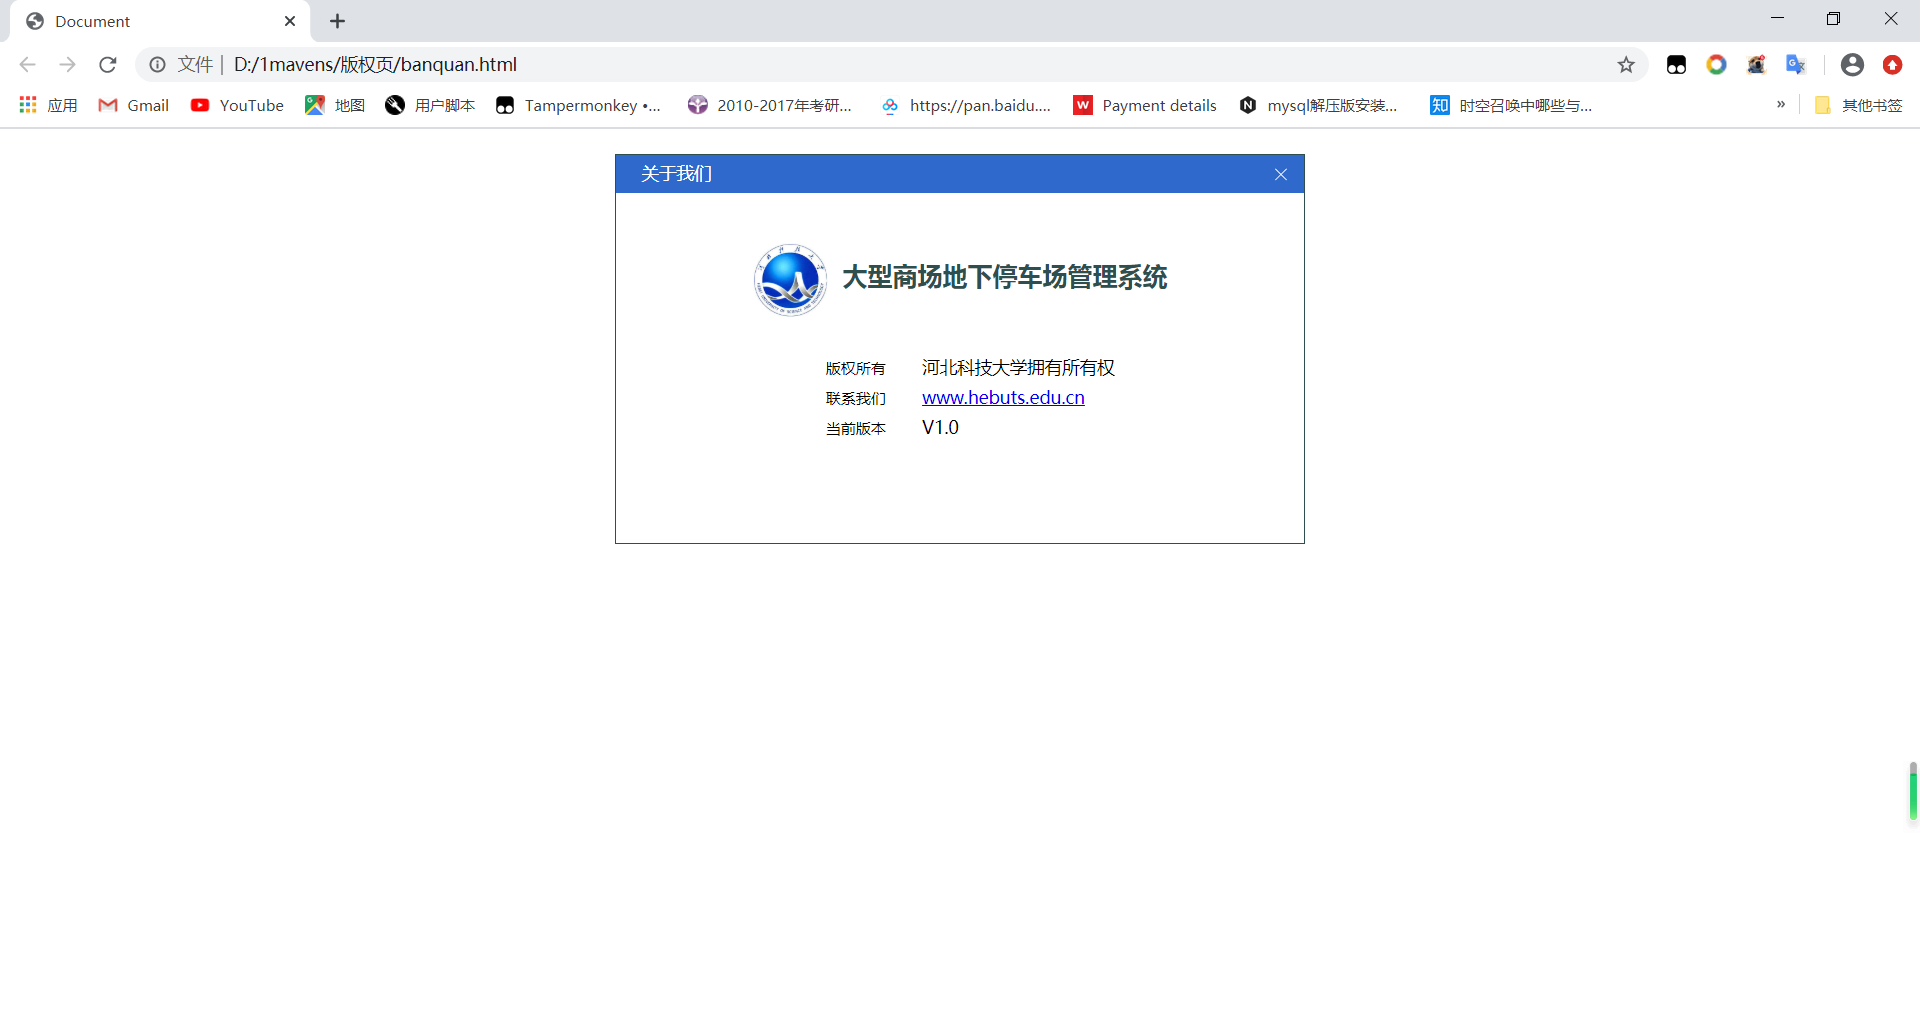 Document
文件 | D:/1mavens/版权页/banquan.html
应用 Gmail YouTube 地图 用户脚本 Tampermonkey •... 2010-2017年考研... https://pan.baidu.... Payment details mysql解压版安装... 时空召唤中哪些与... » 其他书签
关于我们
大型商场地下停车场管理系统
版权所有 河北科技大学拥有所有权
联系我们 www.hebuts.edu.cn
当前版本 V1.0